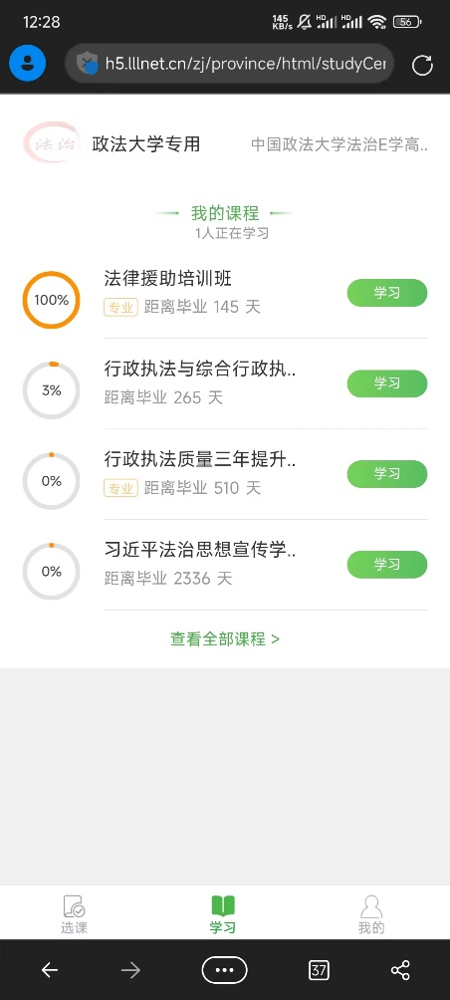 12:28
145
KB/s
HD
HD
56
h5.lllnet.cn/zj/province/html/studyCer
法治
政法大学专用
中国政法大学法治E学高..
我的课程
1人正在学习
100%
法律援助培训班
专业 距离毕业 145 天
学习
3%
行政执法与综合行政执..
距离毕业 265 天
学习
0%
行政执法质量三年提升..
专业 距离毕业 510 天
学习
0%
习近平法治思想宣传学..
距离毕业 2336 天
学习
查看全部课程 >
选课
学习
我的
37